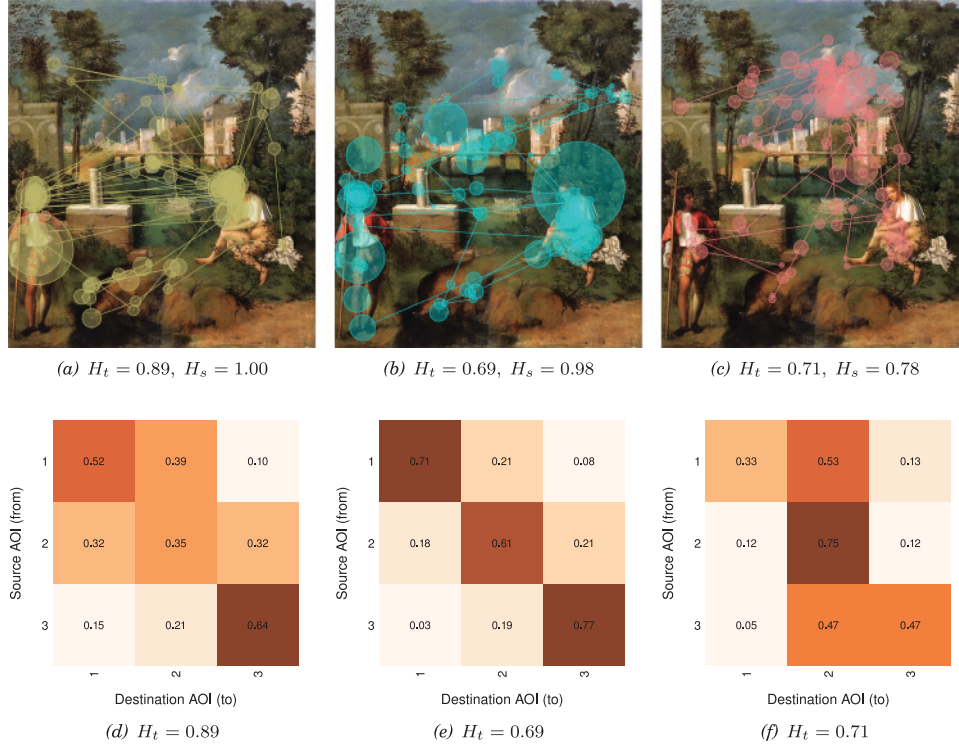 (a) H_t = 0.89, H_s = 1.00
(b) H_t = 0.69, H_s = 0.98
(c) H_t = 0.71, H_s = 0.78
Source AOI (from)
1 0.52 0.39 0.10
2 0.32 0.35 0.32
3 0.15 0.21 0.64
1 2 3
Destination AOI (to)
(d) H_t = 0.89
Source AOI (from)
1 0.71 0.21 0.08
2 0.18 0.61 0.21
3 0.03 0.19 0.77
1 2 3
Destination AOI (to)
(e) H_t = 0.69
Source AOI (from)
1 0.33 0.53 0.13
2 0.12 0.75 0.12
3 0.05 0.47 0.47
1 2 3
Destination AOI (to)
(f) H_t = 0.71